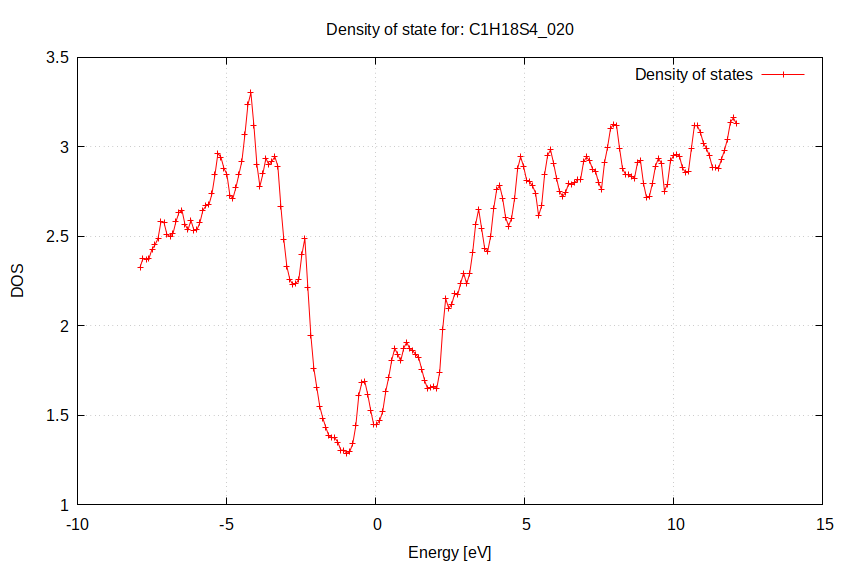 Density of state for: C1H18S4_020
Density of states
3.5
3
2.5
2
1.5
1
DOS
-10 -5 0 5 10 15
Energy [eV]